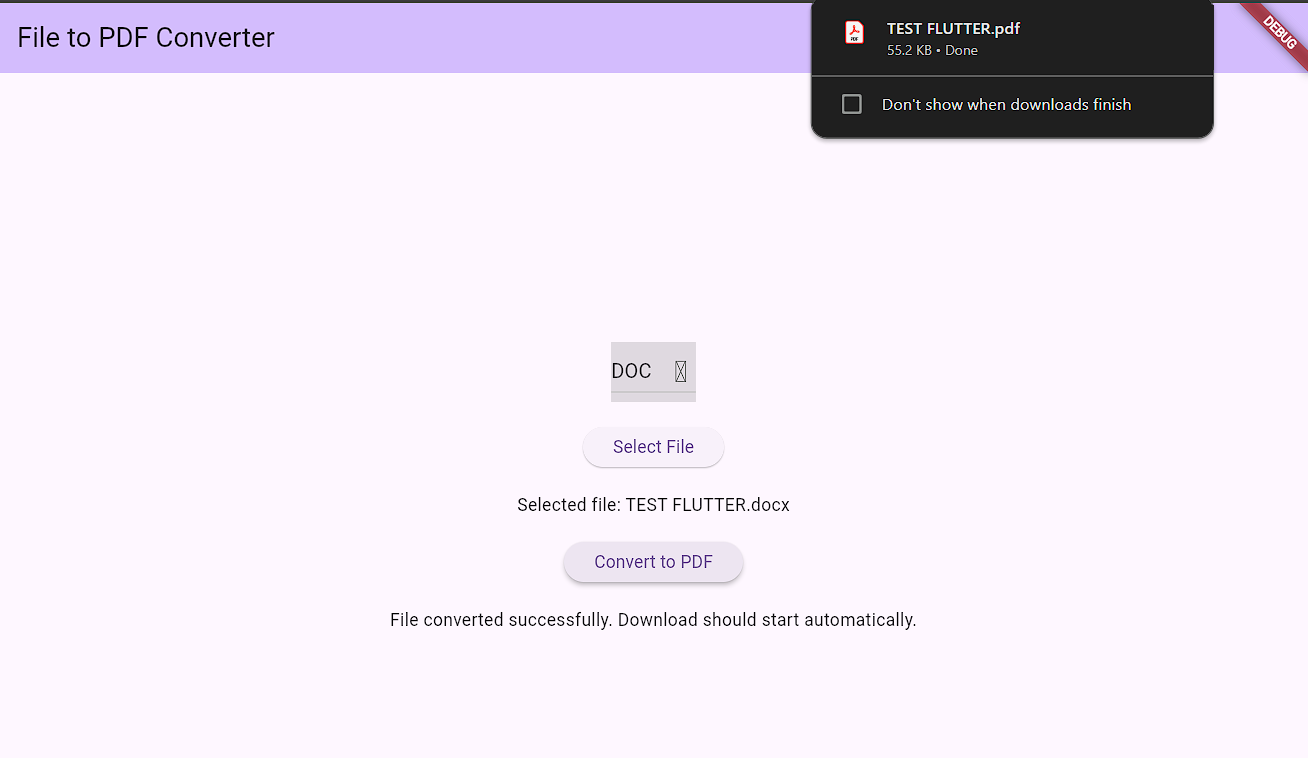 File to PDF Converter
TEST FLUTTER.pdf
55.2 KB • Done
Don't show when downloads finish
DEBUG
DOC
Select File
Selected file: TEST FLUTTER.docx
Convert to PDF
File converted successfully. Download should start automatically.